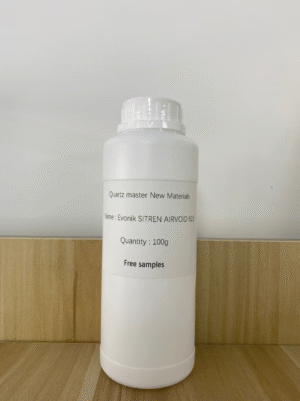 Quartz master New Materials
Name : Evonik SITREN AIRVOID
Quantity : 100g
Free samples